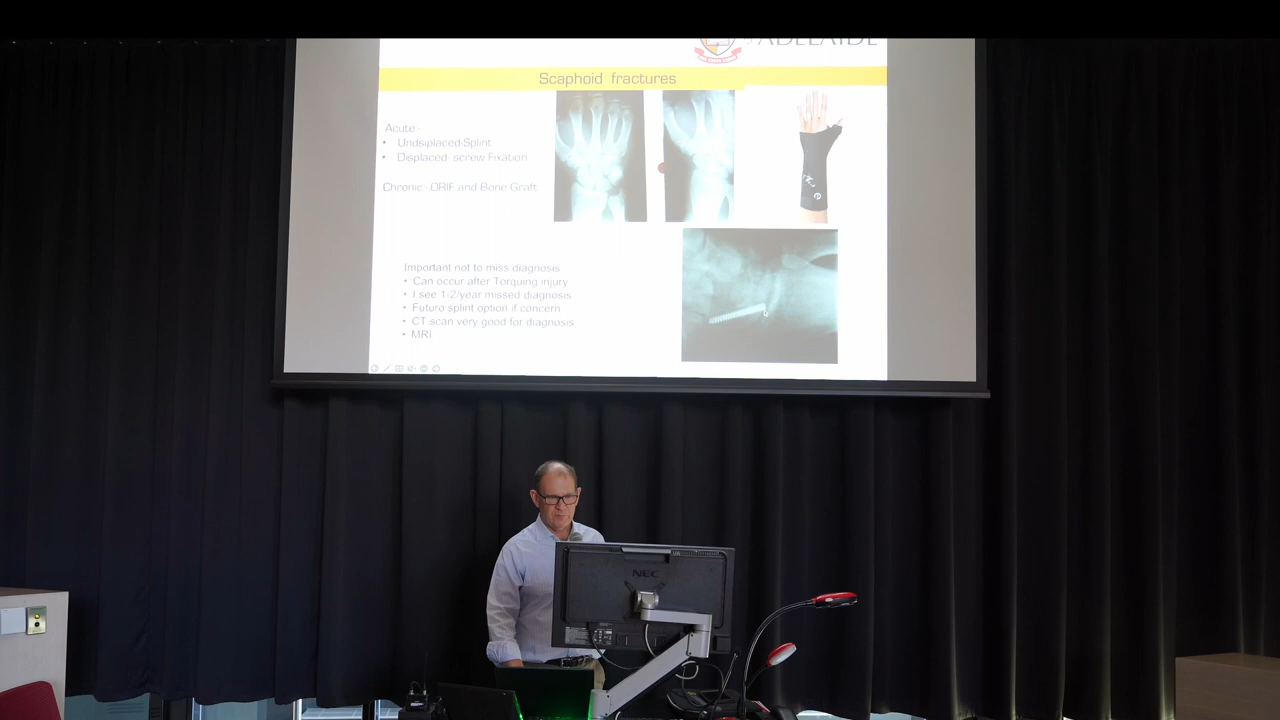 ADELAIDE
Scaphoid fractures
Acute:-
• Undsiplaced-Splint
• Displaced- screw Fixation
Chronic - ORIF and Bone Graft
Important not to miss diagnosis
• Can occur after Torquing injury
• I see 1-2/year missed diagnosis
• Futuro splint option if concern
• CT scan very good for diagnosis
• MRI
NEC